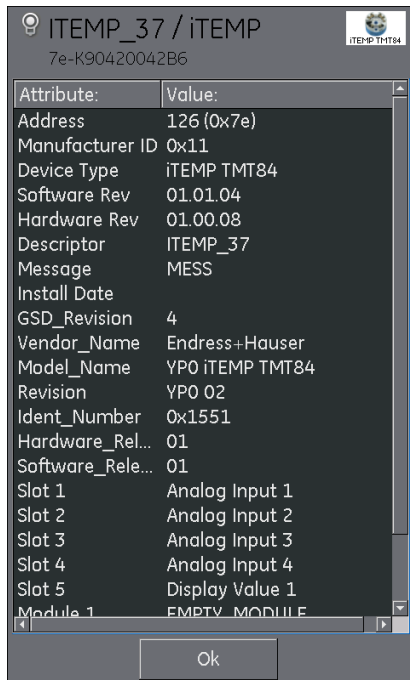 ITEMP_37 / iTEMP
7e-K90420042B6
iTEMP TMT84
Attribute: Value:
Address 126 (0x7e)
Manufacturer ID 0x11
Device Type iTEMP TMT84
Software Rev 01.01.04
Hardware Rev 01.00.08
Descriptor ITEMP_37
Message MESS
Install Date
GSD_Revision 4
Vendor_Name Endress+Hauser
Model_Name YP0 iTEMP TMT84
Revision YP0 02
Ident_Number 0x1551
Hardware_Rel... 01
Software_Rele... 01
Slot 1 Analog Input 1
Slot 2 Analog Input 2
Slot 3 Analog Input 3
Slot 4 Analog Input 4
Slot 5 Display Value 1
Module 1 EMPTY_MODULE
Ok